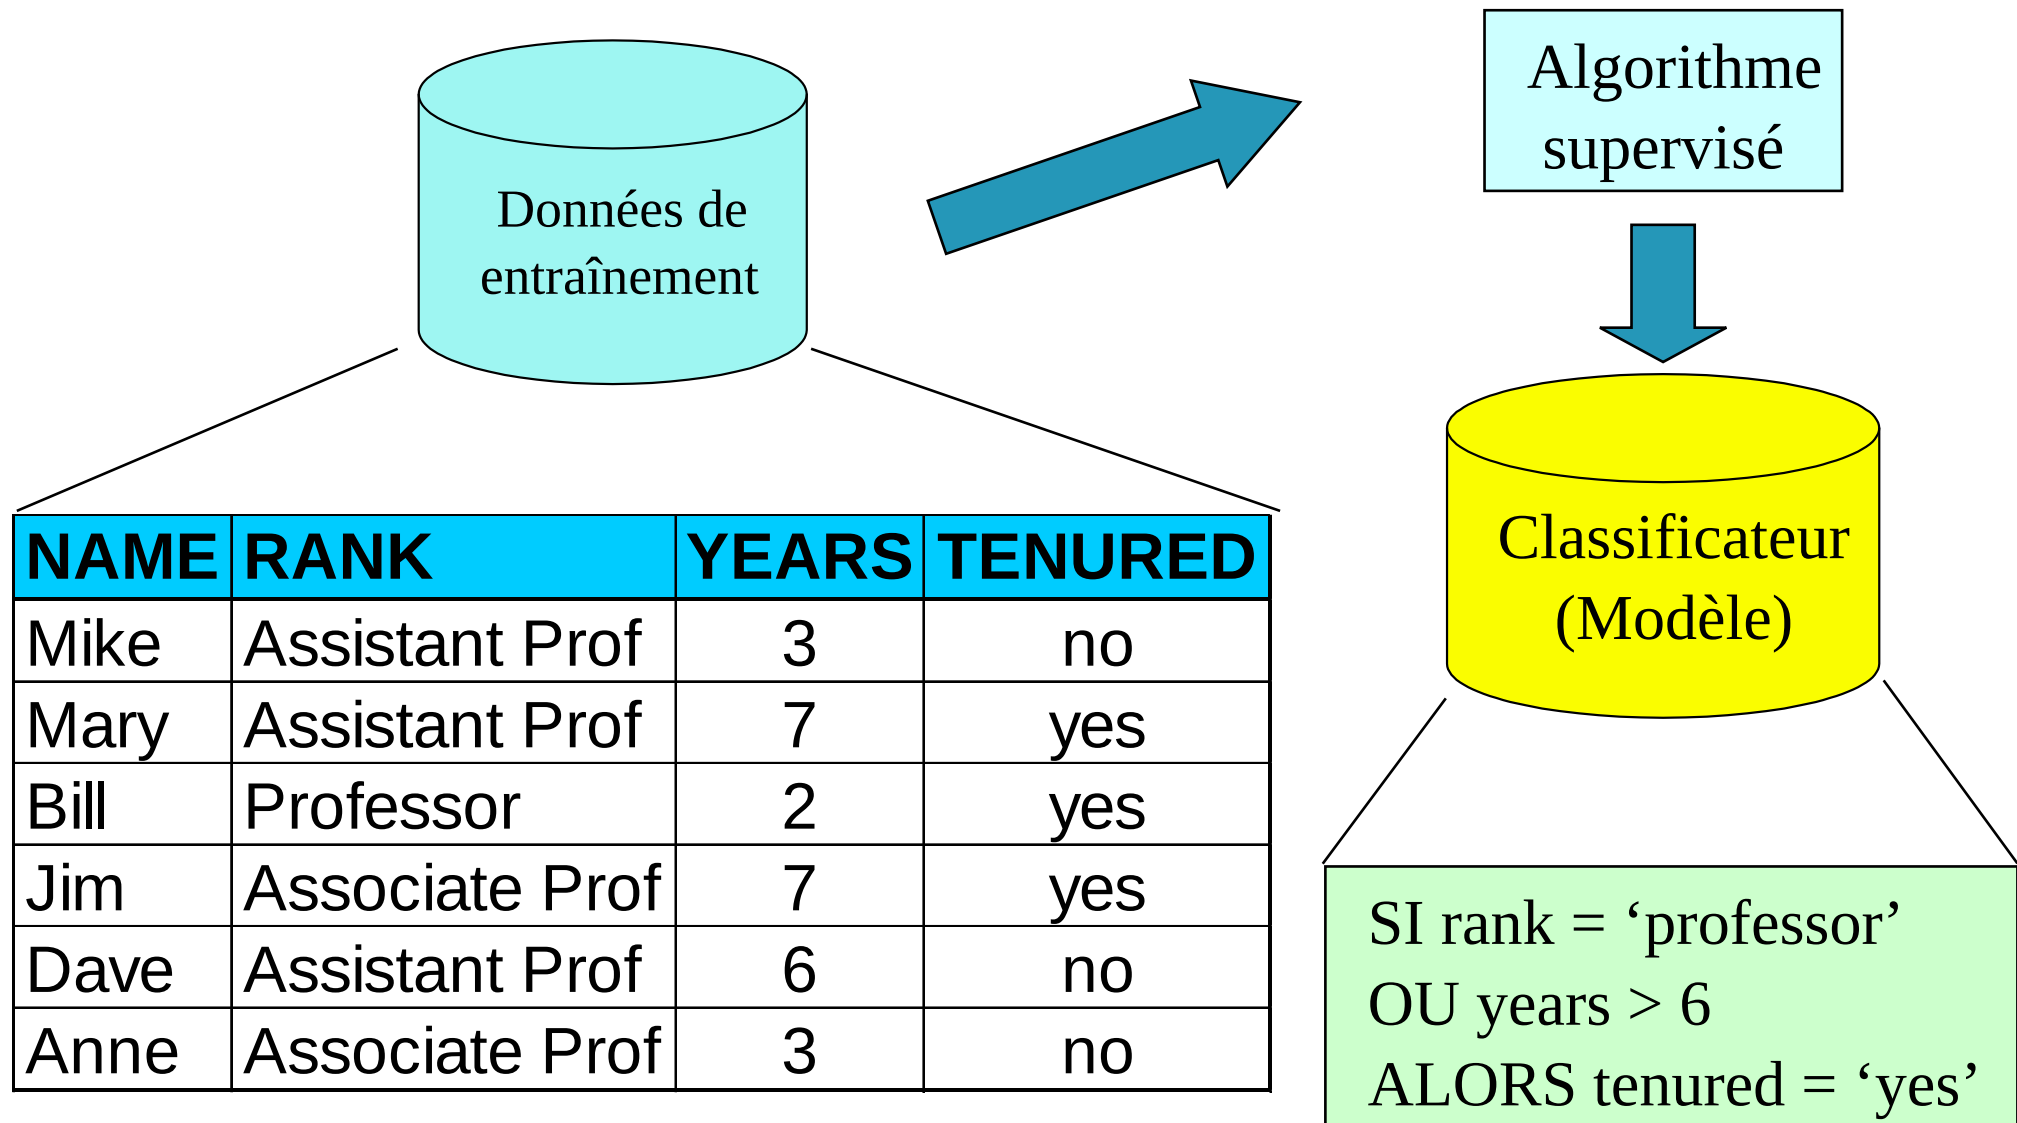 Données de
entraînement
Algorithme
supervisé
NAME RANK YEARS TENURED
Mike Assistant Prof 3 no
Mary Assistant Prof 7 yes
Bill Professor 2 yes
Jim Associate Prof 7 yes
Dave Assistant Prof 6 no
Anne Associate Prof 3 no
Classificateur
(Modèle)
SI rank = ‘professor’
OU years > 6
ALORS tenured = ‘yes’